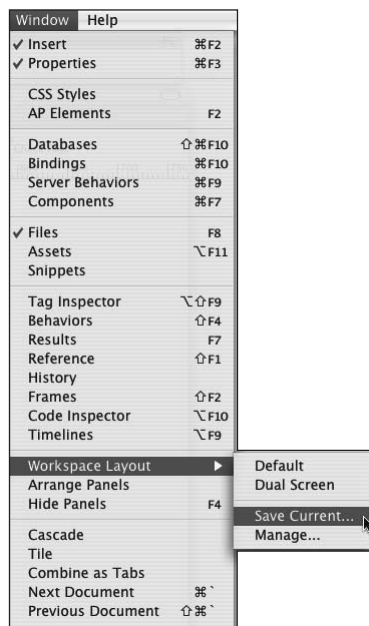 Window Help
✓ Insert ⌘F2
✓ Properties ⌘F3
CSS Styles
AP Elements F2
Databases ⇧⌘F10
Bindings ⌘F10
Server Behaviors ⌘F9
Components ⌘F7
✓ Files F8
Assets ⌥F11
Snippets
Tag Inspector ⌥⇧F9
Behaviors ⇧F4
Results F7
Reference ⇧F1
History
Frames ⇧F2
Code Inspector ⌥F10
Timelines ⌥F9
Workspace Layout ▶
Arrange Panels
Hide Panels F4
Cascade
Tile
Combine as Tabs
Next Document ⌘`
Previous Document ⇧⌘`
Default
Dual Screen
Save Current...
Manage...